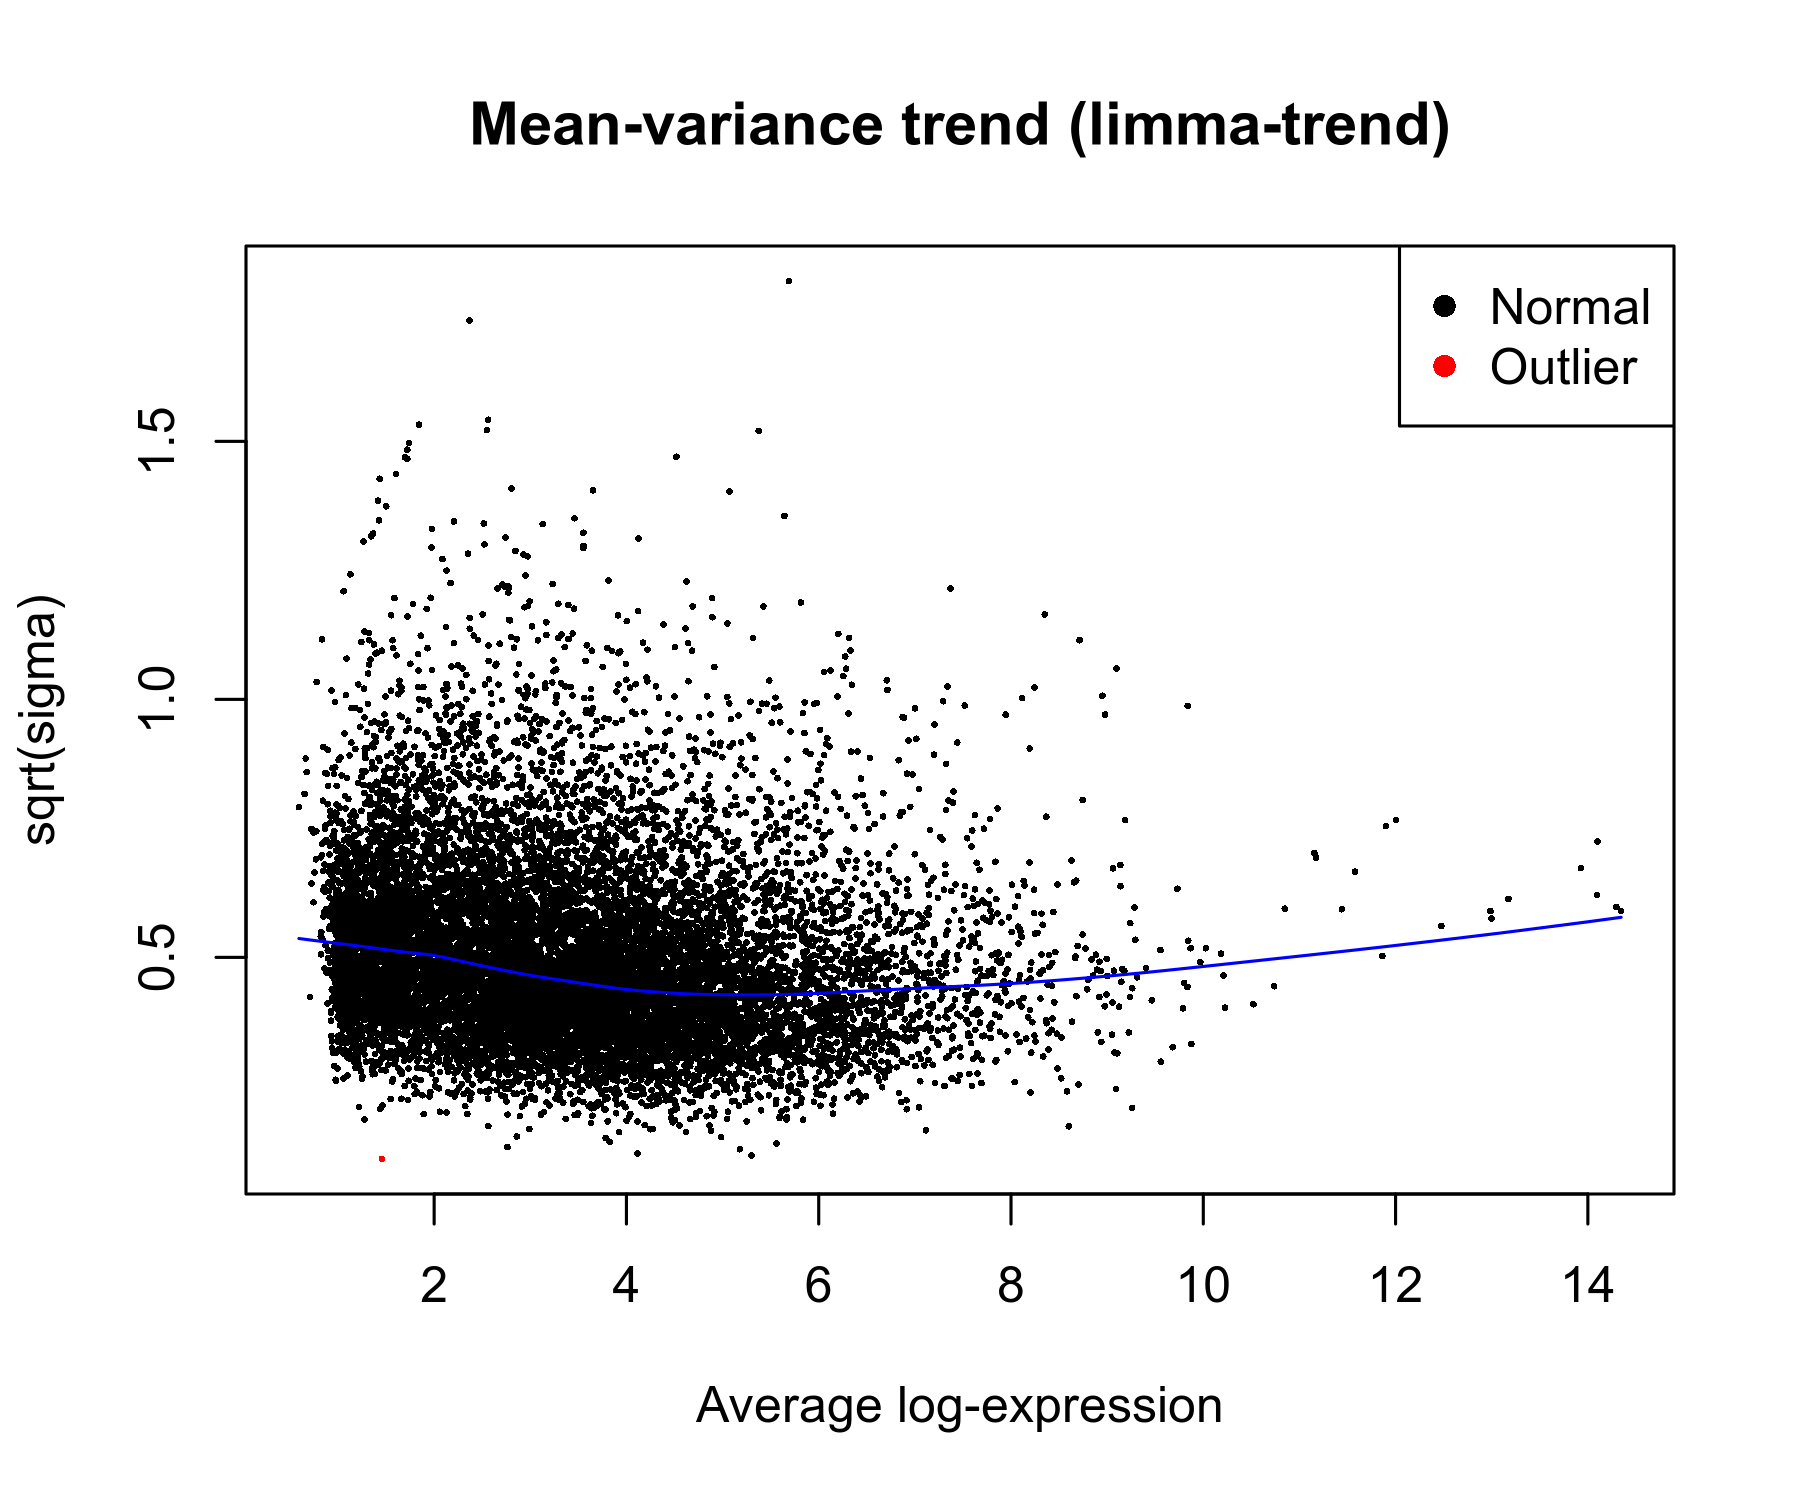 Mean-variance trend (limma-trend)
Normal
Outlier
sqrt(sigma)
1.5
1.0
0.5
2 4 6 8 10 12 14
Average log-expression